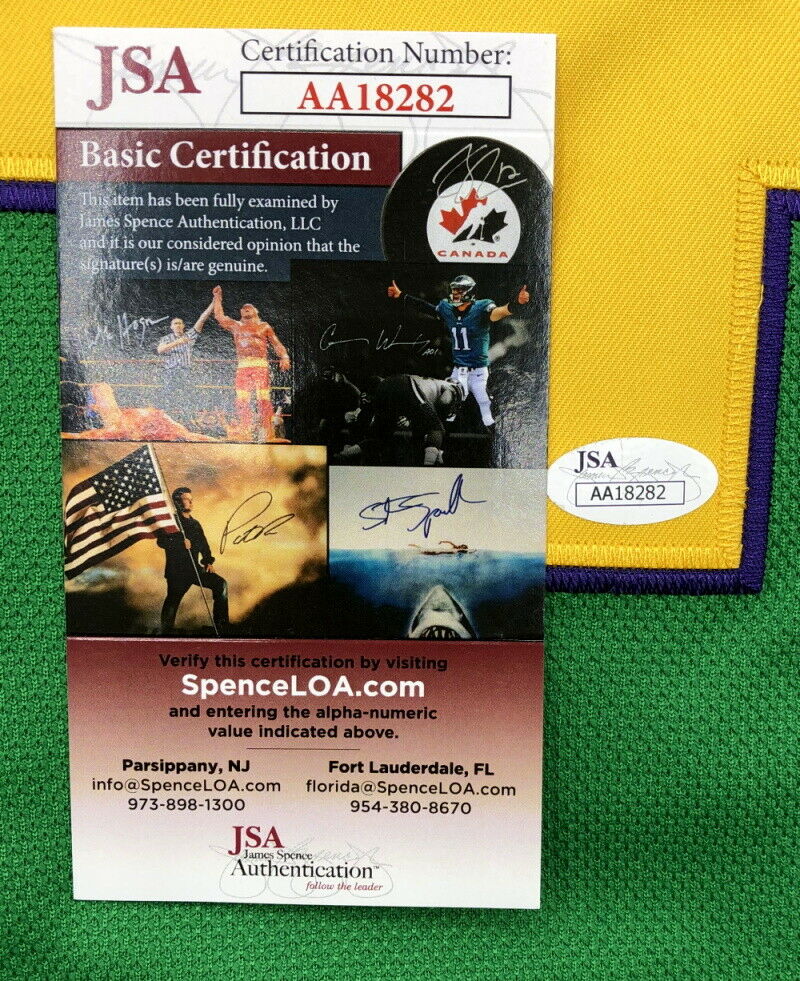 JSA
Certification Number:
AA18282
Basic Certification
This item has been fully examined by
James Spence Authentication, LLC
and it is our considered opinion that the
signature(s) is/are genuine.
CANADA
11
JSA
AA18282
Verify this certification by visiting
SpenceLOA.com
and entering the alpha-numeric
value indicated above.
Parsippany, NJ
info@SpenceLOA.com
973-898-1300
Fort Lauderdale, FL
florida@SpenceLOA.com
954-380-8670
JSA
James Spence
Authentication™
follow the leader